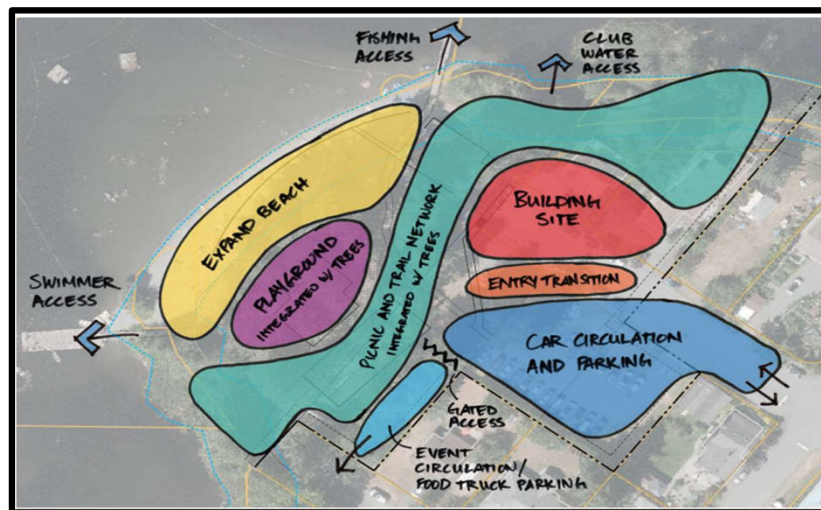 FISHING
ACCESS
CLUB
WATER
ACCESS
EXPAND BEACH
BUILDING
SITE
PLAYGROUND
INTEGRATED W/ TREES
PICNIC AND TRAIL NETWORK
INTEGRATED W/ TREES
SWIMMER
ACCESS
ENTRY TRANSITION
CAR CIRCULATION
AND PARKING
GATED
ACCESS
EVENT
CIRCULATION/
FOOD TRUCK PARKING